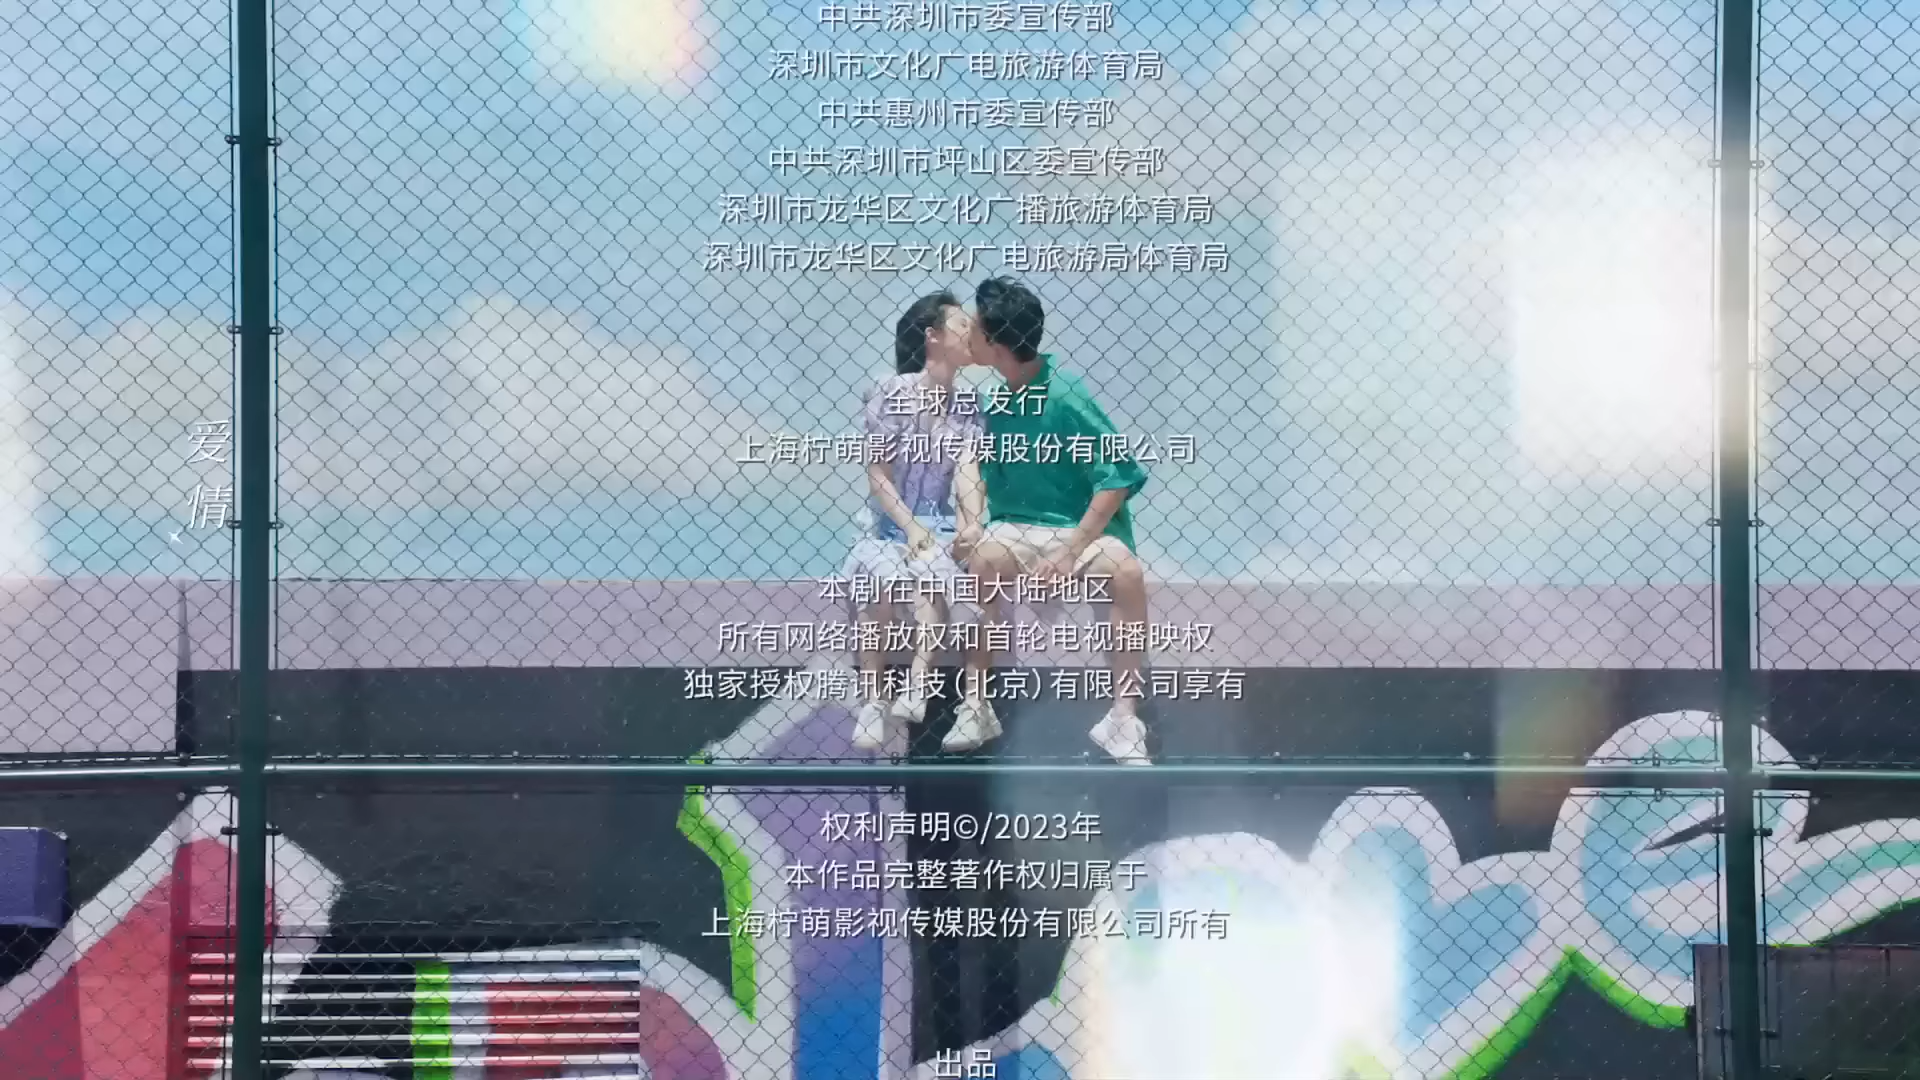 中共深圳市委宣传部
深圳市文化广电旅游体育局
中共惠州市委宣传部
中共深圳市坪山区委宣传部
深圳市龙华区文化广播旅游体育局
深圳市龙华区文化广电旅游局体育局
全球总发行
上海柠萌影视传媒股份有限公司
爱
情
本剧在中国大陆地区
所有网络播放权和首轮电视播映权
独家授权腾讯科技(北京)有限公司享有
权利声明©/2023年
本作品完整著作权归属于
上海柠萌影视传媒股份有限公司所有
出品